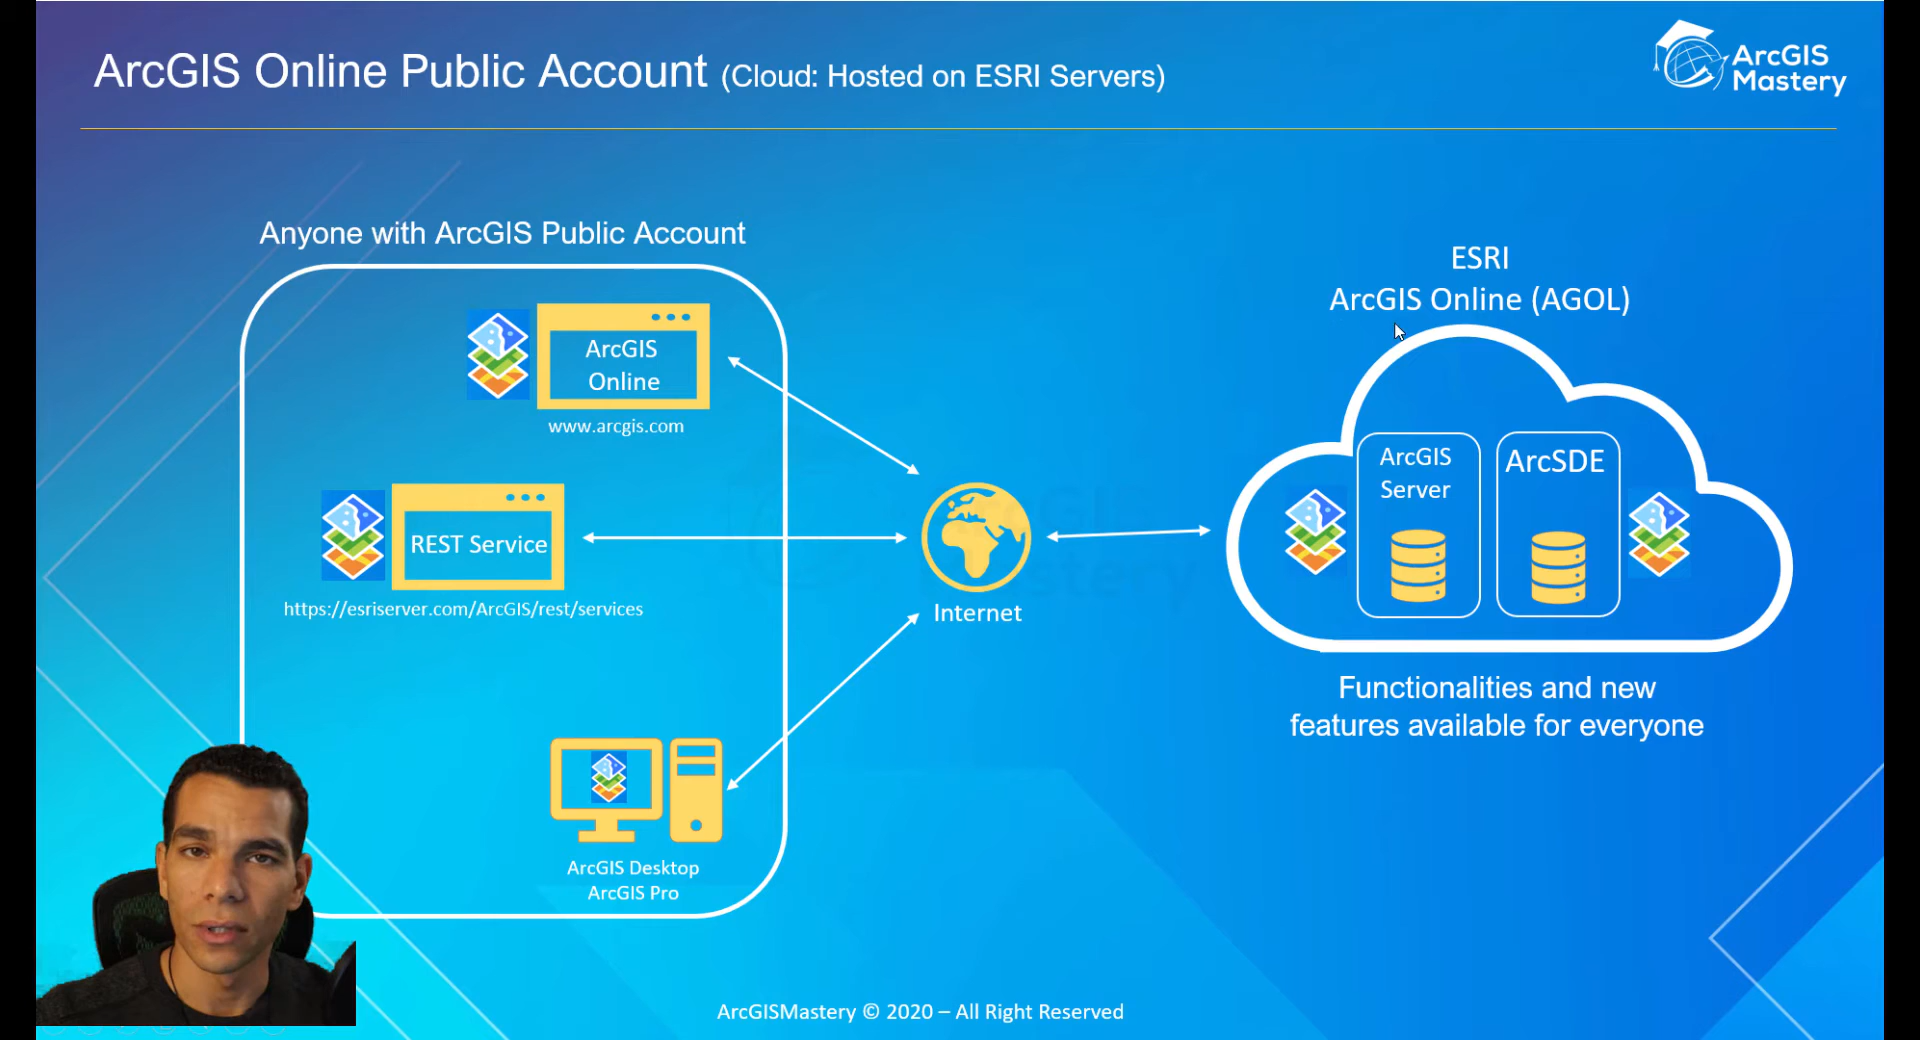 ArcGIS Online Public Account (Cloud: Hosted on ESRI Servers)
ArcGIS
Mastery
Anyone with ArcGIS Public Account
ArcGIS
Online
www.arcgis.com
REST Service
https://esriserver.com/ArcGIS/rest/services
ArcGIS Desktop
ArcGIS Pro
Internet
ESRI
ArcGIS Online (AGOL)
ArcGIS
Server
ArcSDE
Functionalities and new
features available for everyone
ArcGISMastery © 2020 – All Right Reserved